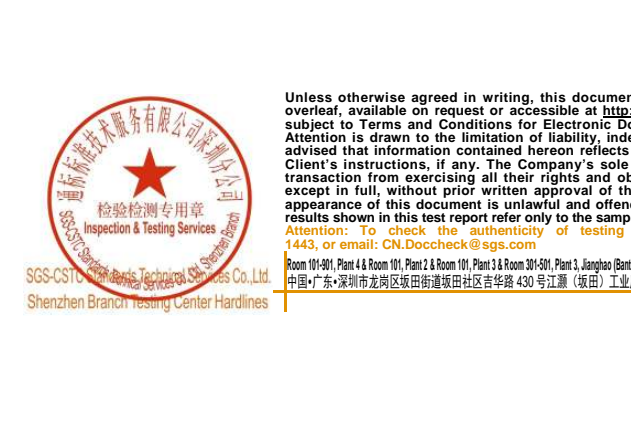 通标标准技术服务有限公司深圳分公司
检验检测专用章
Inspection & Testing Services
SGS-CSTC Standards Technical Services Co., Ltd. Shenzhen Branch
SGS-CSTC Standards Technical Services Co.,Ltd.
Shenzhen Branch Testing Center Hardlines
Unless otherwise agreed in writing, this documen
overleaf, available on request or accessible at http:
subject to Terms and Conditions for Electronic Do
Attention is drawn to the limitation of liability, inde
advised that information contained hereon reflects
Client's instructions, if any. The Company's sole
transaction from exercising all their rights and ob
except in full, without prior written approval of th
appearance of this document is unlawful and offend
results shown in this test report refer only to the samp
Attention: To check the authenticity of testing
1443, or email: CN.Doccheck@sgs.com
Room 101-901, Plant 4 & Room 101, Plant 2 & Room 101, Plant 3 & Room 301-501, Plant 3, Jianghao (Bant
中国•广东•深圳市龙岗区坂田街道坂田社区吉华路 430 号江灏（坂田）工业